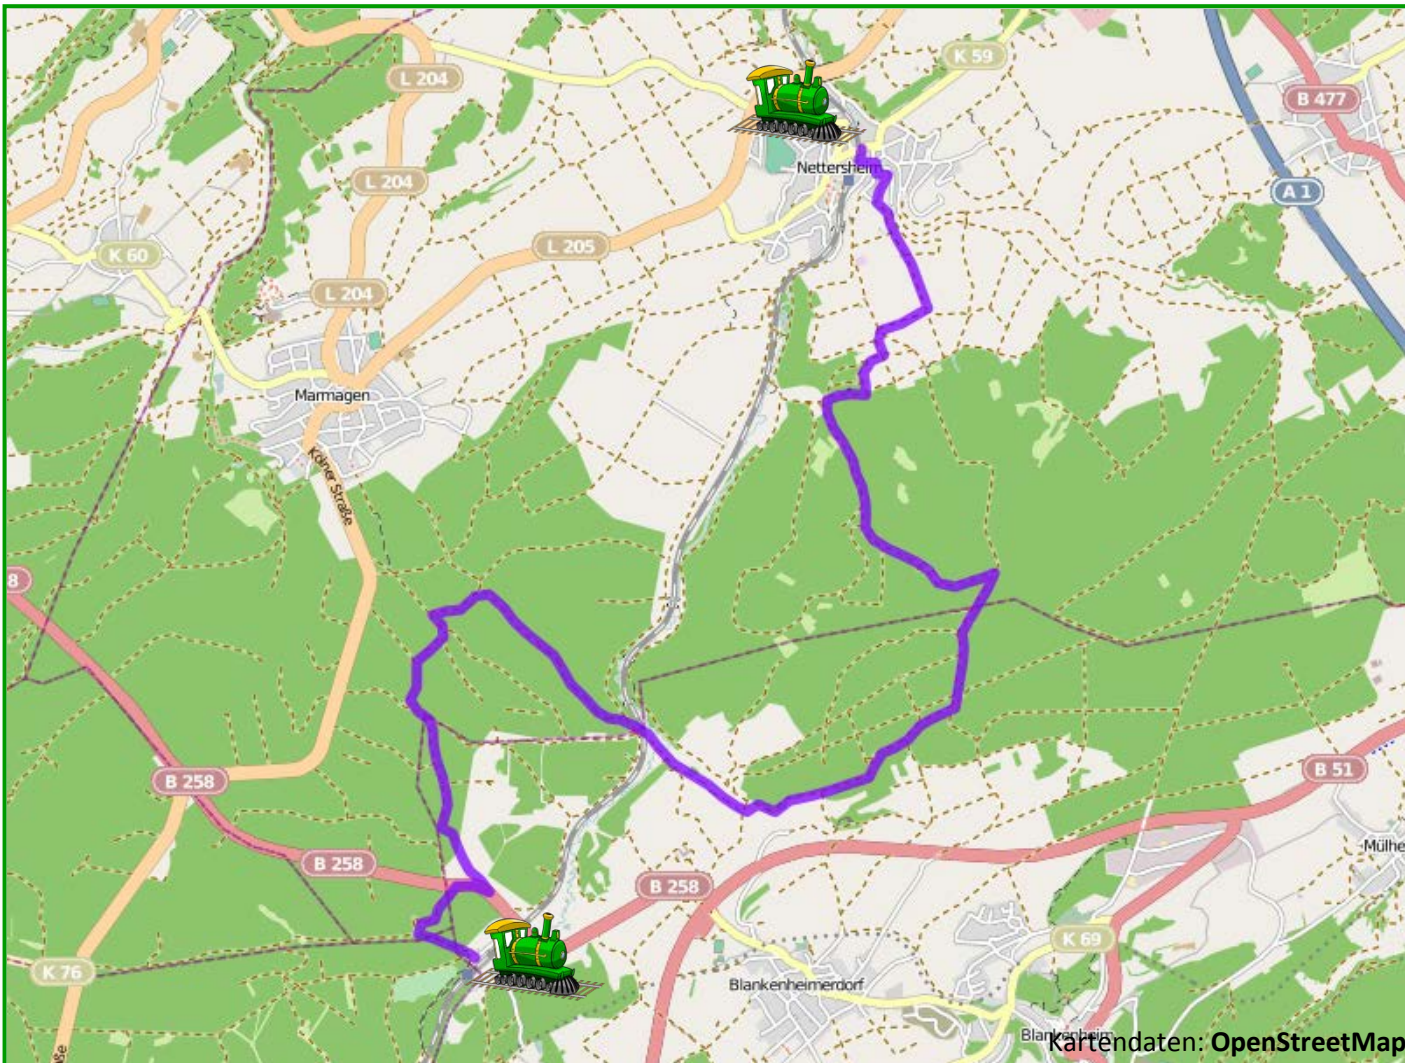 K 59
L 204
B 477
Nettersheim
L 204
A 1
L 205
K 60
L 204
Marmagen
Kölner Straße
8
B 258
B 51
Mülhe
B 258
B 258
K 69
K 76
Blankenheimerdorf
Blankenheim
ße
Kartendaten: OpenStreetMap